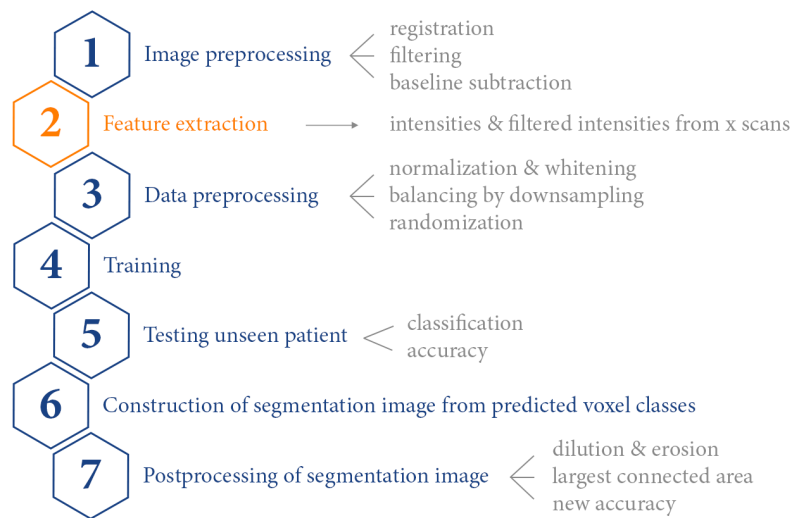 1
Image preprocessing
registration
filtering
baseline subtraction
2
Feature extraction
intensities & filtered intensities from x scans
3
Data preprocessing
normalization & whitening
balancing by downsampling
randomization
4
Training
5
Testing unseen patient
classification
accuracy
6
Construction of segmentation image from predicted voxel classes
7
Postprocessing of segmentation image
dilution & erosion
largest connected area
new accuracy